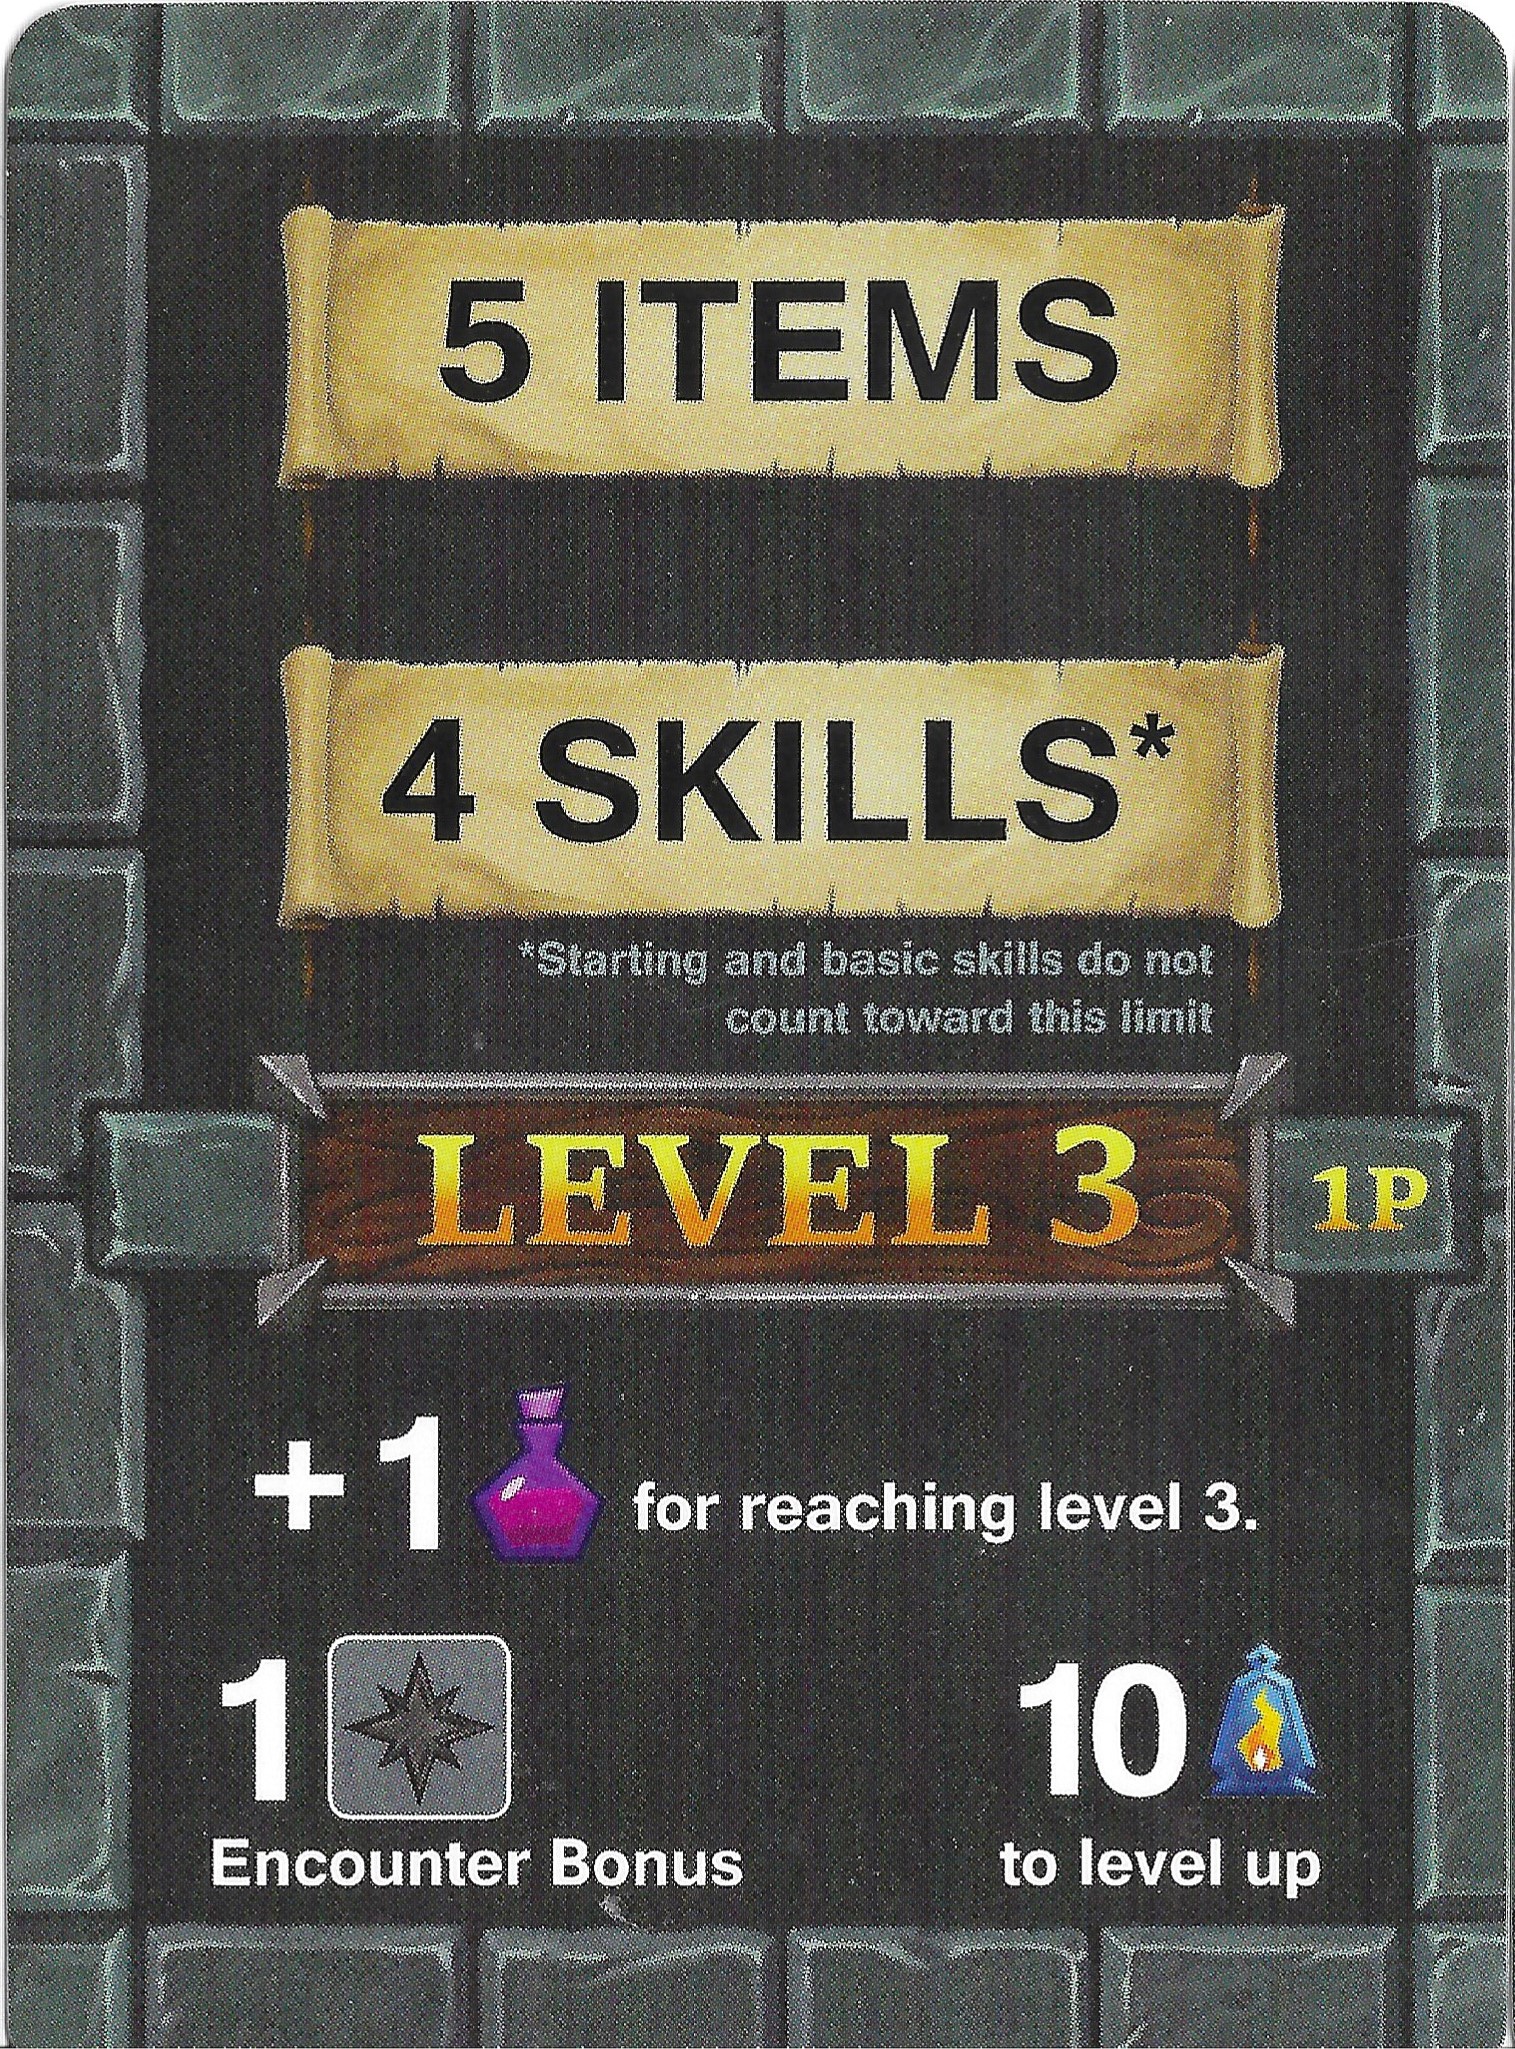 5 ITEMS
4 SKILLS*
*Starting and basic skills do not
count toward this limit
LEVEL 3
1P
+1 for reaching level 3.
1
10
Encounter Bonus
to level up